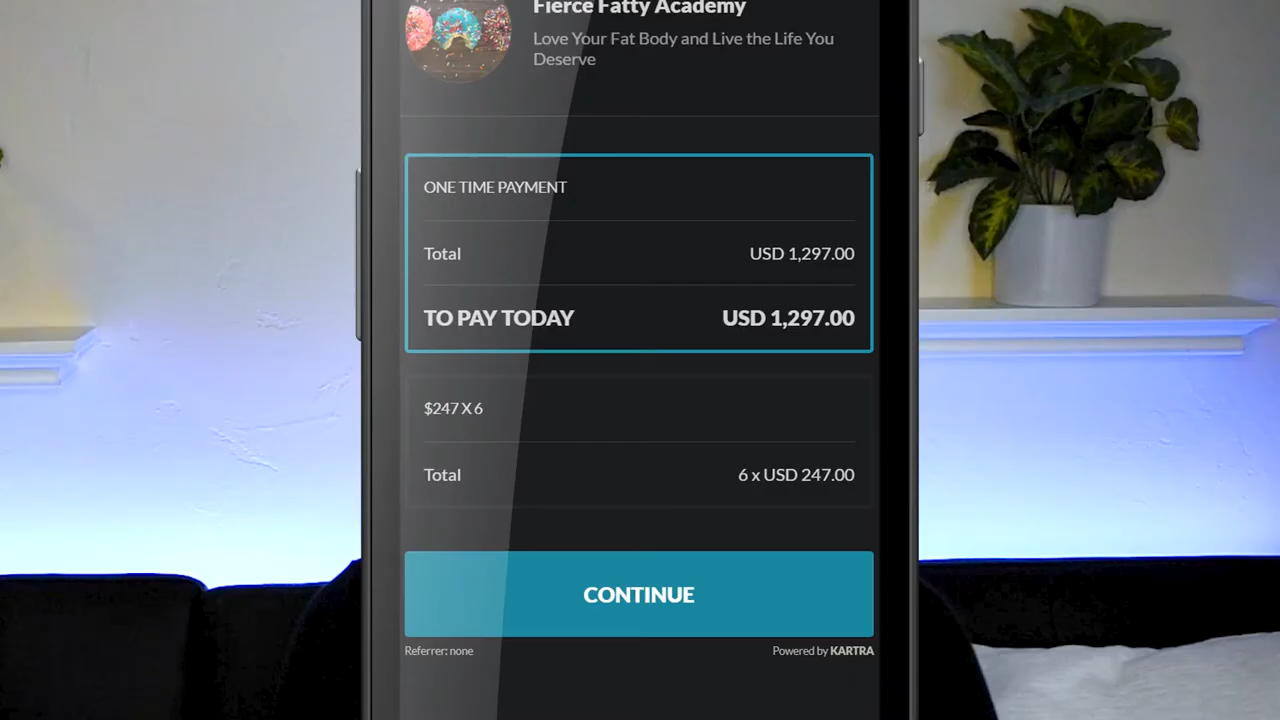 Fierce Fatty Academy
Love Your Fat Body and Live the Life You
Deserve
ONE TIME PAYMENT
Total USD 1,297.00
TO PAY TODAY USD 1,297.00
$247 X 6
Total 6 x USD 247.00
CONTINUE
Referrer: none Powered by KARTRA